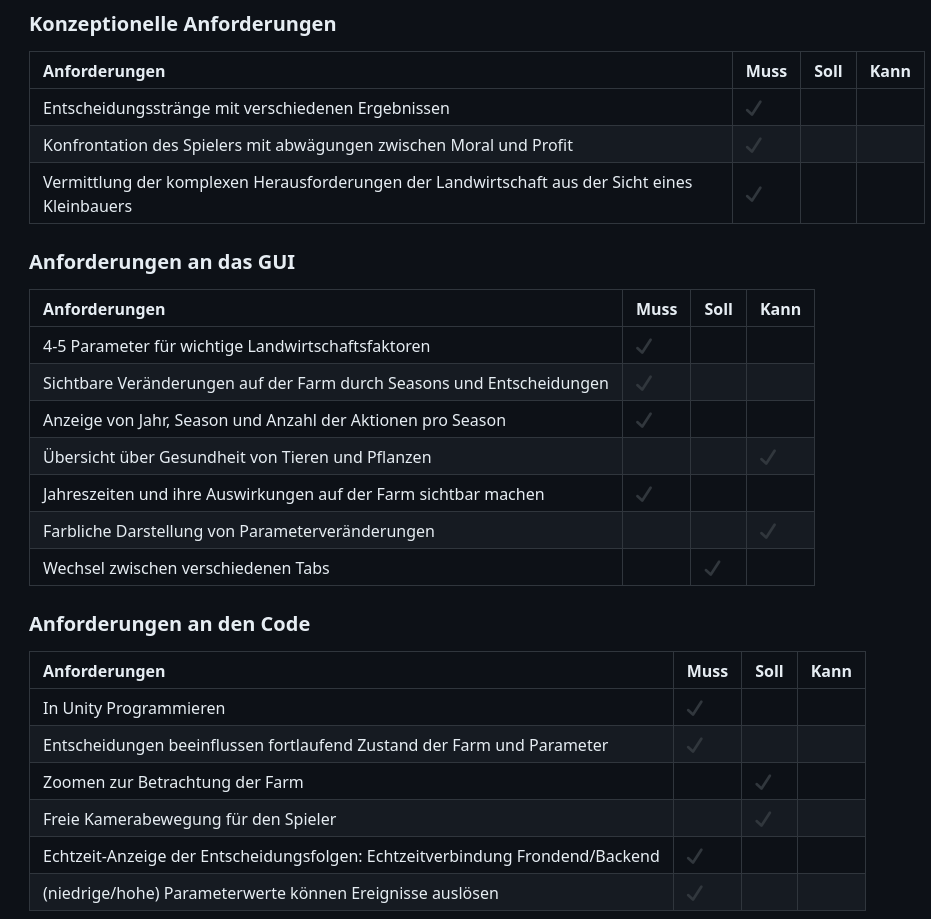 Konzeptionelle Anforderungen
Anforderungen Muss Soll Kann
Entscheidungsstränge mit verschiedenen Ergebnissen ✓
Konfrontation des Spielers mit abwägungen zwischen Moral und Profit ✓
Vermittlung der komplexen Herausforderungen der Landwirtschaft aus der Sicht eines
Kleinbauers ✓
Anforderungen an das GUI
Anforderungen Muss Soll Kann
4-5 Parameter für wichtige Landwirtschaftsfaktoren ✓
Sichtbare Veränderungen auf der Farm durch Seasons und Entscheidungen ✓
Anzeige von Jahr, Season und Anzahl der Aktionen pro Season ✓
Übersicht über Gesundheit von Tieren und Pflanzen ✓
Jahreszeiten und ihre Auswirkungen auf der Farm sichtbar machen ✓
Farbliche Darstellung von Parameterveränderungen ✓
Wechsel zwischen verschiedenen Tabs ✓
Anforderungen an den Code
Anforderungen Muss Soll Kann
In Unity Programmieren ✓
Entscheidungen beeinflussen fortlaufend Zustand der Farm und Parameter ✓
Zoomen zur Betrachtung der Farm ✓
Freie Kamerabewegung für den Spieler ✓
Echtzeit-Anzeige der Entscheidungsfolgen: Echtzeitverbindung Frondend/Backend ✓
(niedrige/hohe) Parameterwerte können Ereignisse auslösen ✓